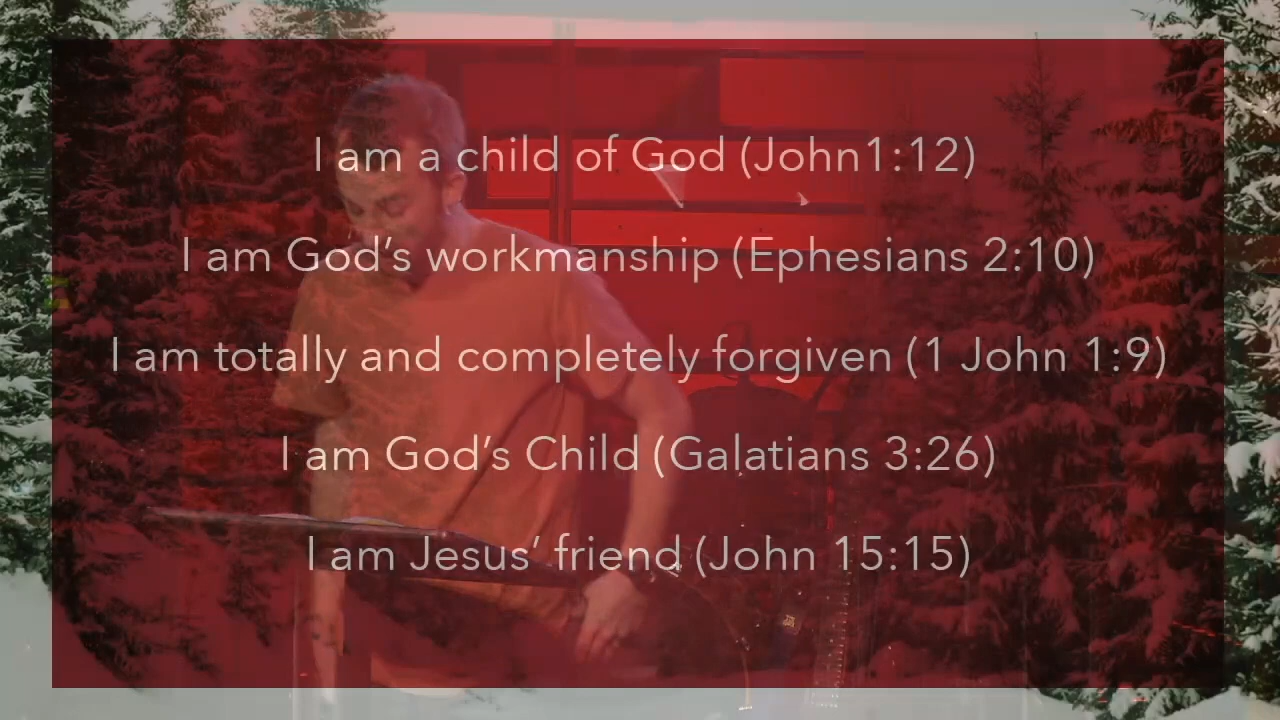 I am a child of God (John1:12)
I am God’s workmanship (Ephesians 2:10)
I am totally and completely forgiven (1 John 1:9)
I am God’s Child (Galatians 3:26)
I am Jesus’ friend (John 15:15)